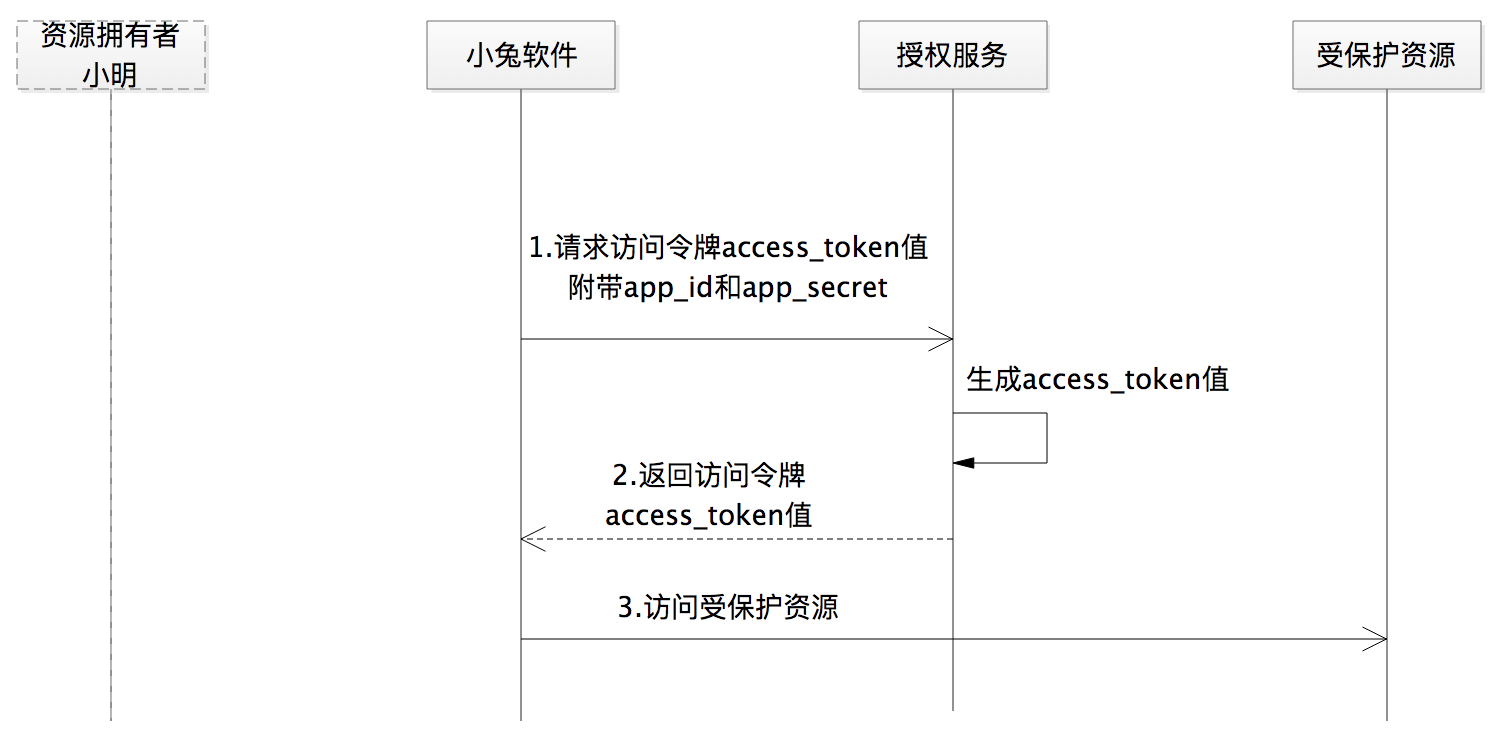 资源拥有者
小明
小兔软件
授权服务
受保护资源
1.请求访问令牌access_token值
附带app_id和app_secret
生成access_token值
2.返回访问令牌
access_token值
3.访问受保护资源